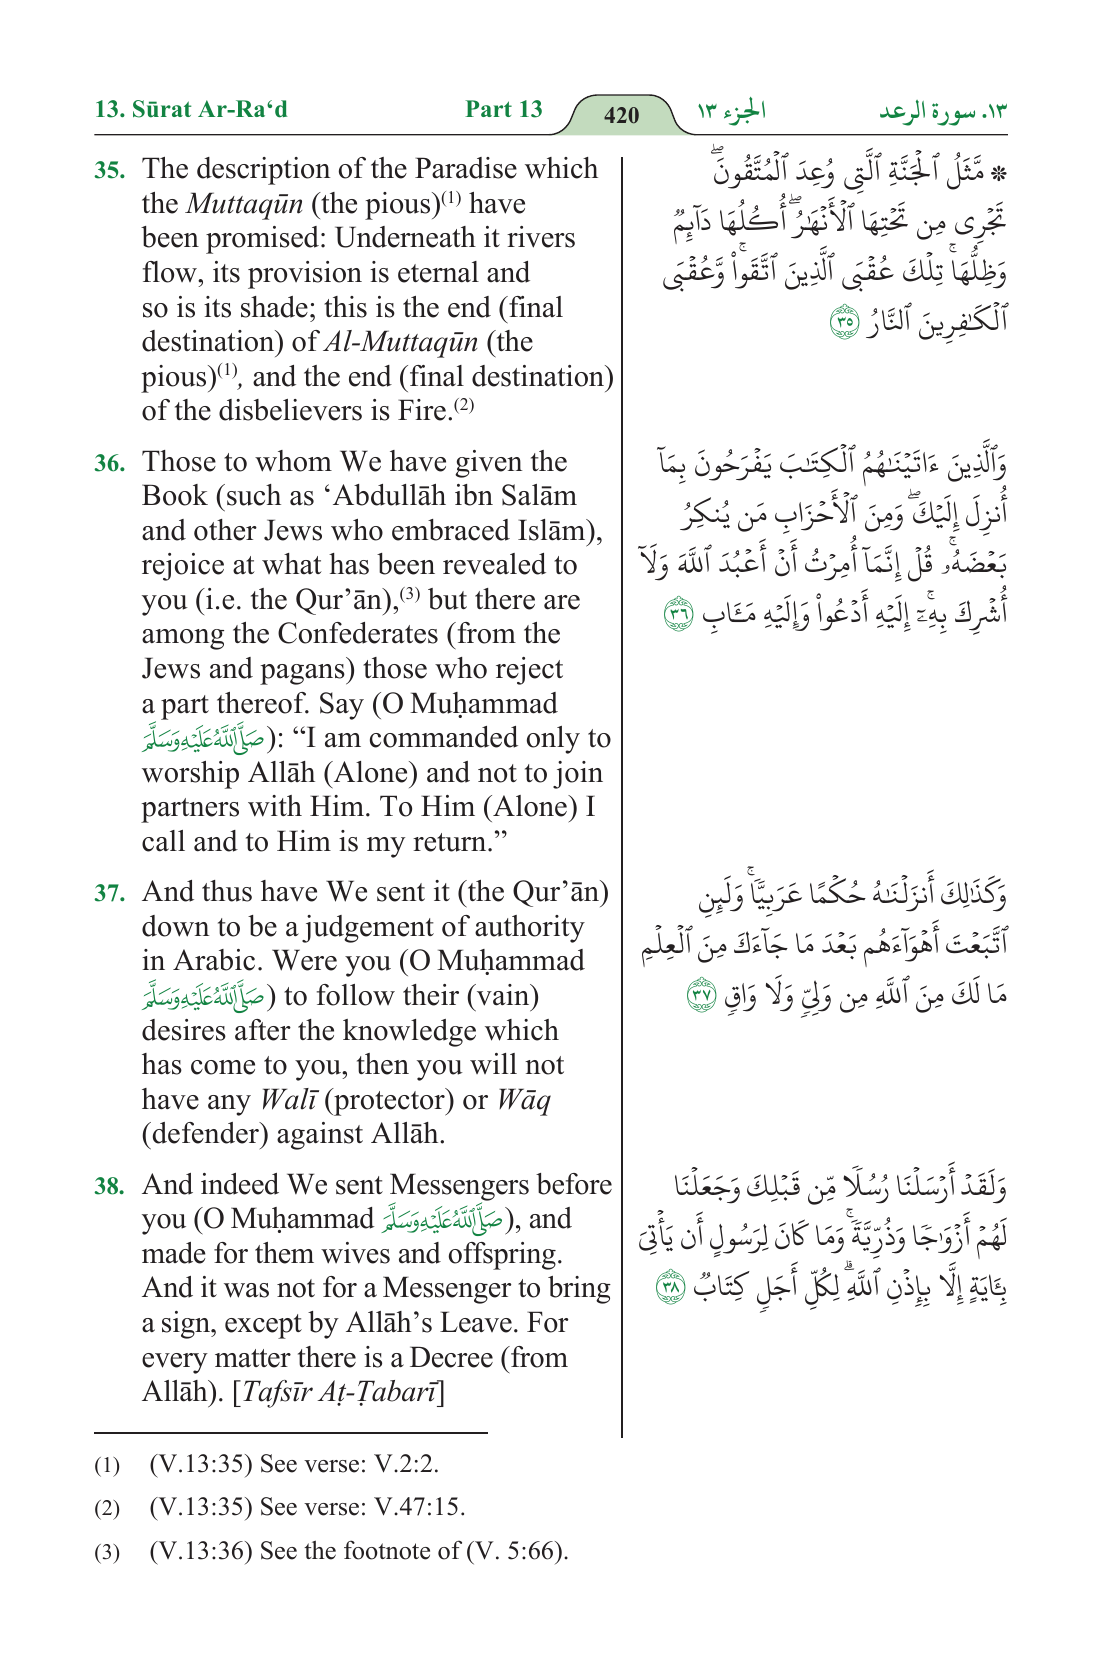 13. Sūrat Ar-Ra‘d
Part 13
420
الجزء ١٣
١٣. سورة الرعد
35. The description of the Paradise which
the Muttaqūn (the pious)(1) have
been promised: Underneath it rivers
flow, its provision is eternal and
so is its shade; this is the end (final
destination) of Al-Muttaqūn (the
pious)(1), and the end (final destination)
of the disbelievers is Fire.(2)
36. Those to whom We have given the
Book (such as ‘Abdullāh ibn Salām
and other Jews who embraced Islām),
rejoice at what has been revealed to
you (i.e. the Qur’ān),(3) but there are
among the Confederates (from the
Jews and pagans) those who reject
a part thereof. Say (O Muḥammad
صَلَّى اللَّهُ عَلَيْهِ وَسَلَّمَ): “I am commanded only to
worship Allāh (Alone) and not to join
partners with Him. To Him (Alone) I
call and to Him is my return.”
37. And thus have We sent it (the Qur’ān)
down to be a judgement of authority
in Arabic. Were you (O Muḥammad
صَلَّى اللَّهُ عَلَيْهِ وَسَلَّمَ) to follow their (vain)
desires after the knowledge which
has come to you, then you will not
have any Walī (protector) or Wāq
(defender) against Allāh.
38. And indeed We sent Messengers before
you (O Muḥammad صَلَّى اللَّهُ عَلَيْهِ وَسَلَّمَ), and
made for them wives and offspring.
And it was not for a Messenger to bring
a sign, except by Allāh’s Leave. For
every matter there is a Decree (from
Allāh). [Tafsīr Aṭ-Ṭabarī]
۞ مَّثَلُ ٱلْجَنَّةِ ٱلَّتِى وُعِدَ ٱلْمُتَّقُونَۖ
تَجْرِى مِن تَحْتِهَا ٱلْأَنْهَٰرُۖ أُكُلُهَا دَآئِمٌ
وَظِلُّهَاۚ تِلْكَ عُقْبَى ٱلَّذِينَ ٱتَّقَوا۟ۚ وَّعُقْبَى
ٱلْكَٰفِرِينَ ٱلنَّارُ ٣٥
وَٱلَّذِينَ ءَاتَيْنَٰهُمُ ٱلْكِتَٰبَ يَفْرَحُونَ بِمَآ
أُنزِلَ إِلَيْكَۖ وَمِنَ ٱلْأَحْزَابِ مَن يُنكِرُ
بَعْضَهُۥۚ قُلْ إِنَّمَآ أُمِرْتُ أَنْ أَعْبُدَ ٱللَّهَ وَلَآ
أُشْرِكَ بِهِۦٓۚ إِلَيْهِ أَدْعُوا۟ وَإِلَيْهِ مَـَٔابِ ٣٦
وَكَذَٰلِكَ أَنزَلْنَٰهُ حُكْمًا عَرَبِيًّاۚ وَلَئِنِ
ٱتَّبَعْتَ أَهْوَآءَهُم بَعْدَ مَا جَآءَكَ مِنَ ٱلْعِلْمِ
مَا لَكَ مِنَ ٱللَّهِ مِن وَلِىٍّ وَلَا وَاقٍ ٣٧
وَلَقَدْ أَرْسَلْنَا رُسُلًا مِّن قَبْلِكَ وَجَعَلْنَا
لَهُمْ أَزْوَٰجًا وَذُرِّيَّةًۚ وَمَا كَانَ لِرَسُولٍ أَن يَأْتِىَ
بِـَٔايَةٍ إِلَّا بِإِذْنِ ٱللَّهِۗ لِكُلِّ أَجَلٍ كِتَابٌ ٣٨
(1) (V.13:35) See verse: V.2:2.
(2) (V.13:35) See verse: V.47:15.
(3) (V.13:36) See the footnote of (V. 5:66).